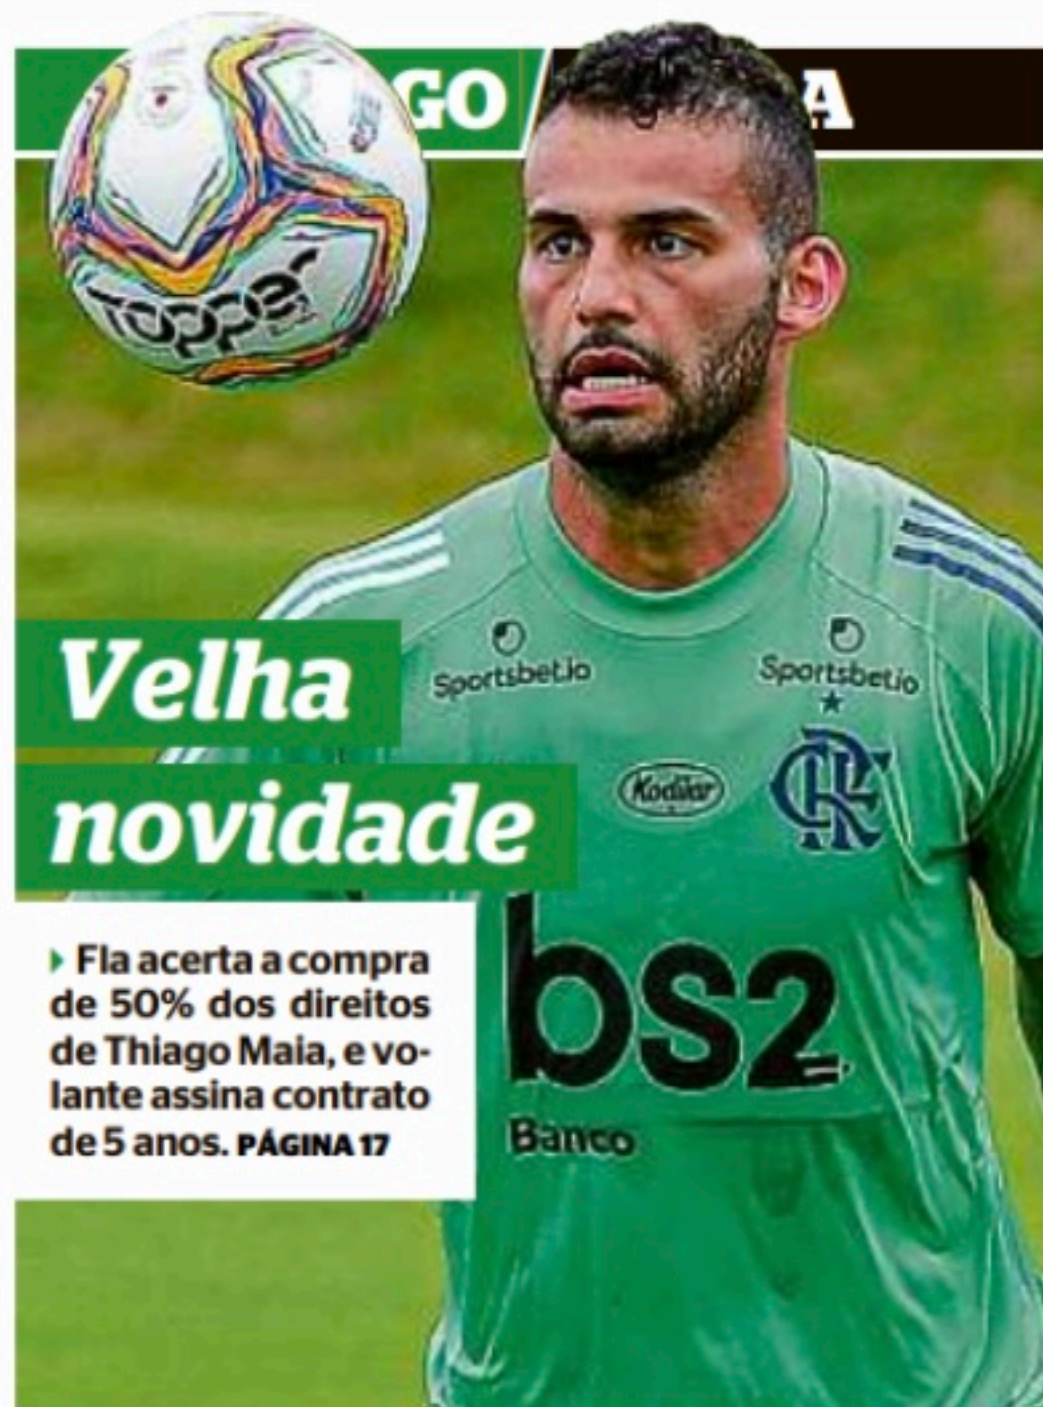 GO
A
TOPPER
Velha
novidade
Fla acerta a compra
de 50% dos direitos
de Thiago Maia, e vo-
lante assina contrato
de 5 anos. PÁGINA 17
Sportsbet.io
Sportsbet.io
Kodilar
CRF
bs2
Banco